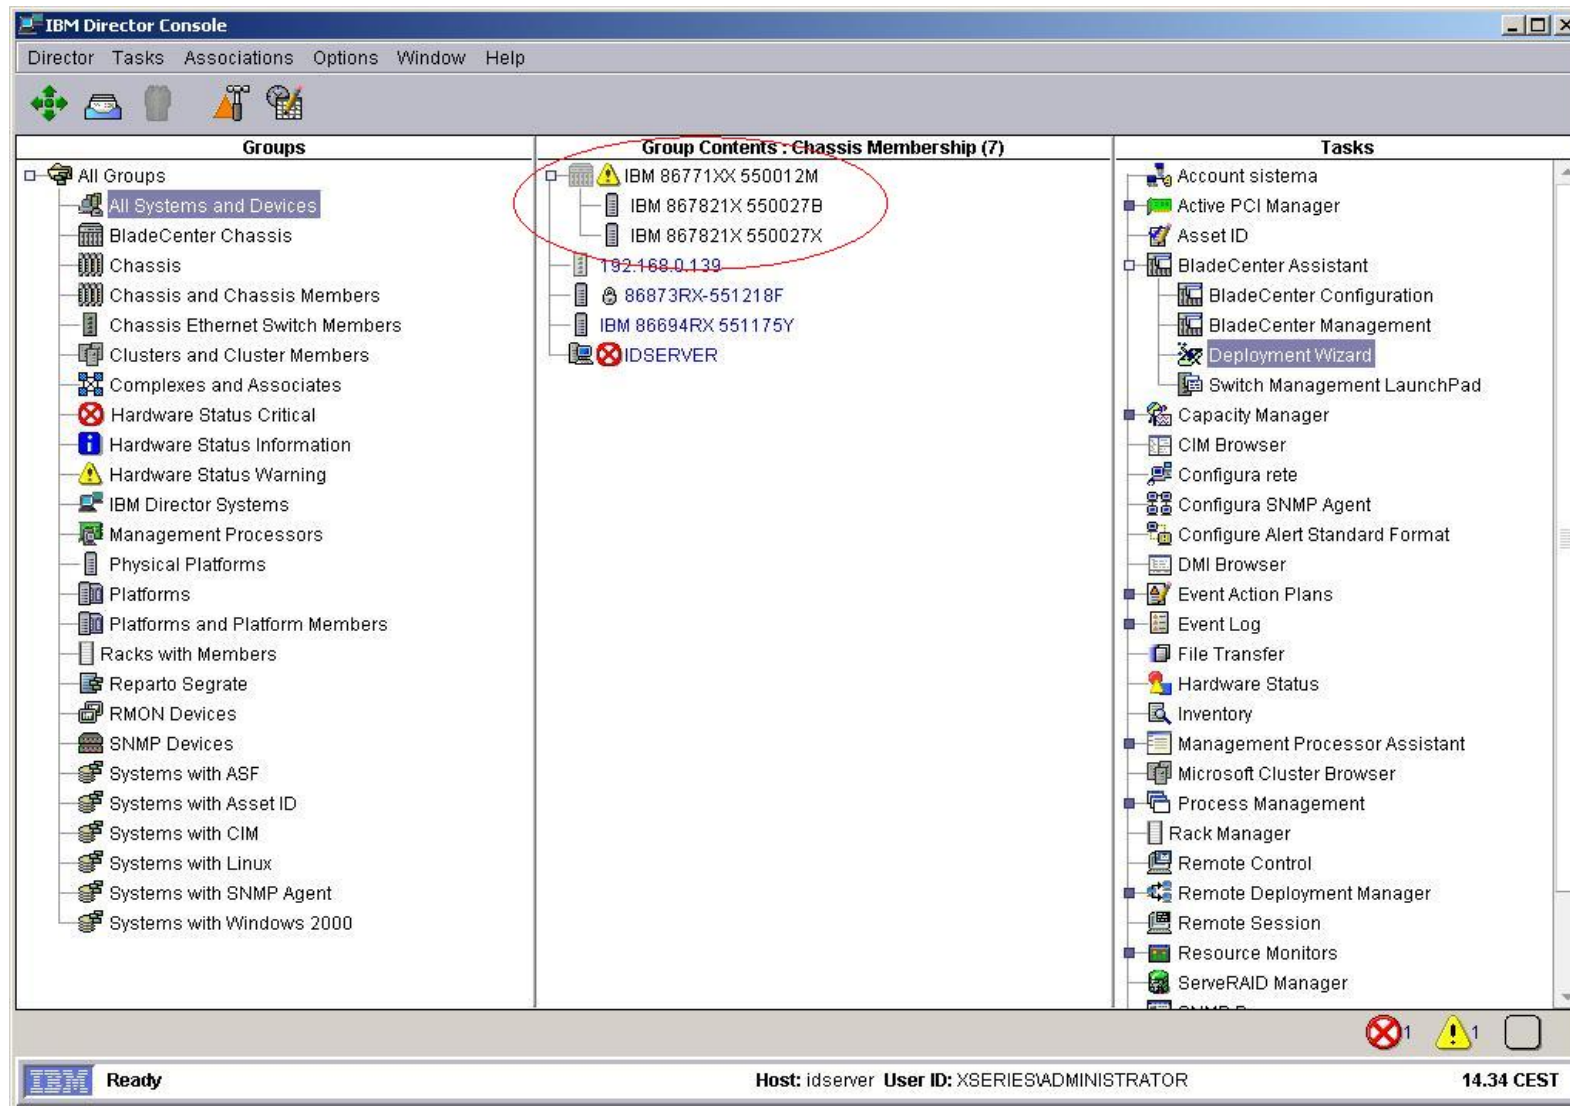 IBM Director Console
Director Tasks Associations Options Window Help
Groups
All Groups
All Systems and Devices
BladeCenter Chassis
Chassis
Chassis and Chassis Members
Chassis Ethernet Switch Members
Clusters and Cluster Members
Complexes and Associates
Hardware Status Critical
Hardware Status Information
Hardware Status Warning
IBM Director Systems
Management Processors
Physical Platforms
Platforms
Platforms and Platform Members
Racks with Members
Reparto Segrate
RMON Devices
SNMP Devices
Systems with ASF
Systems with Asset ID
Systems with CIM
Systems with Linux
Systems with SNMP Agent
Systems with Windows 2000
Group Contents : Chassis Membership (7)
IBM 86771XX 550012M
IBM 867821X 550027B
IBM 867821X 550027X
192.168.0.139
86873RX-551218F
IBM 86694RX 551175Y
IDSERVER
Tasks
Account sistema
Active PCI Manager
Asset ID
BladeCenter Assistant
BladeCenter Configuration
BladeCenter Management
Deployment Wizard
Switch Management LaunchPad
Capacity Manager
CIM Browser
Configura rete
Configura SNMP Agent
Configure Alert Standard Format
DMI Browser
Event Action Plans
Event Log
File Transfer
Hardware Status
Inventory
Management Processor Assistant
Microsoft Cluster Browser
Process Management
Rack Manager
Remote Control
Remote Deployment Manager
Remote Session
Resource Monitors
ServeRAID Manager
1 1
IBM Ready Host: idserver User ID: XSERIES\ADMINISTRATOR 14.34 CEST